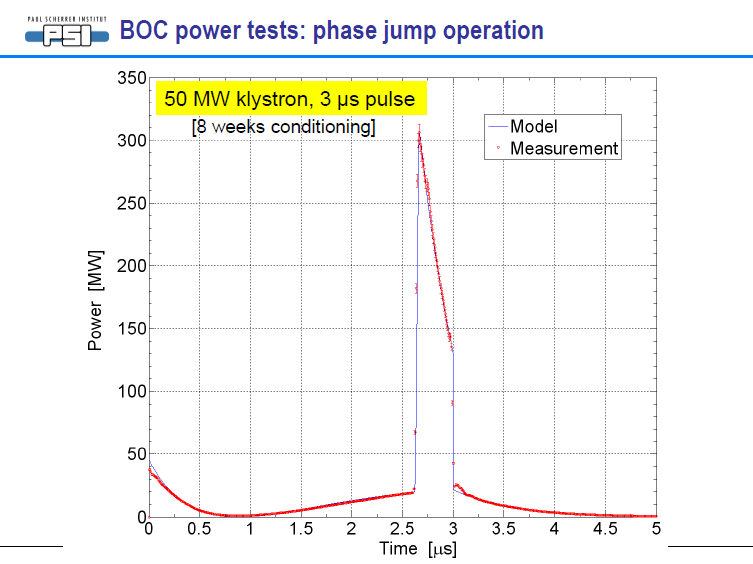 PAUL SCHERRER INSTITUT
PSI
BOC power tests: phase jump operation
50 MW klystron, 3 µs pulse
[8 weeks conditioning]
Model
Measurement
Power [MW]
350
300
250
200
150
100
50
0
0 0.5 1 1.5 2 2.5 3 3.5 4 4.5 5
Time [µs]